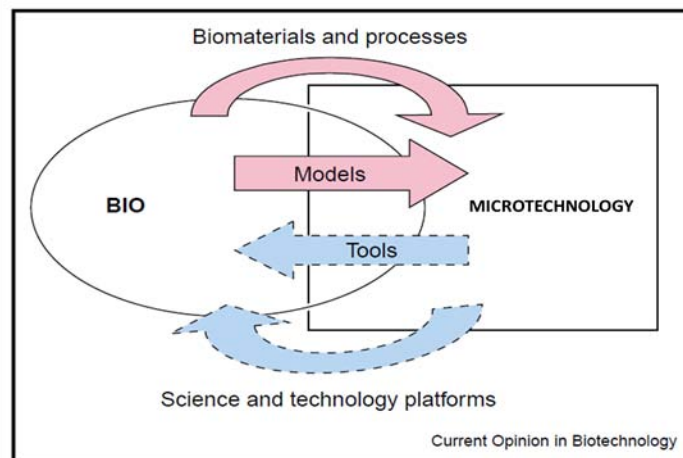 Biomaterials and processes
Models
BIO
MICROTECHNOLOGY
Tools
Science and technology platforms
Current Opinion in Biotechnology